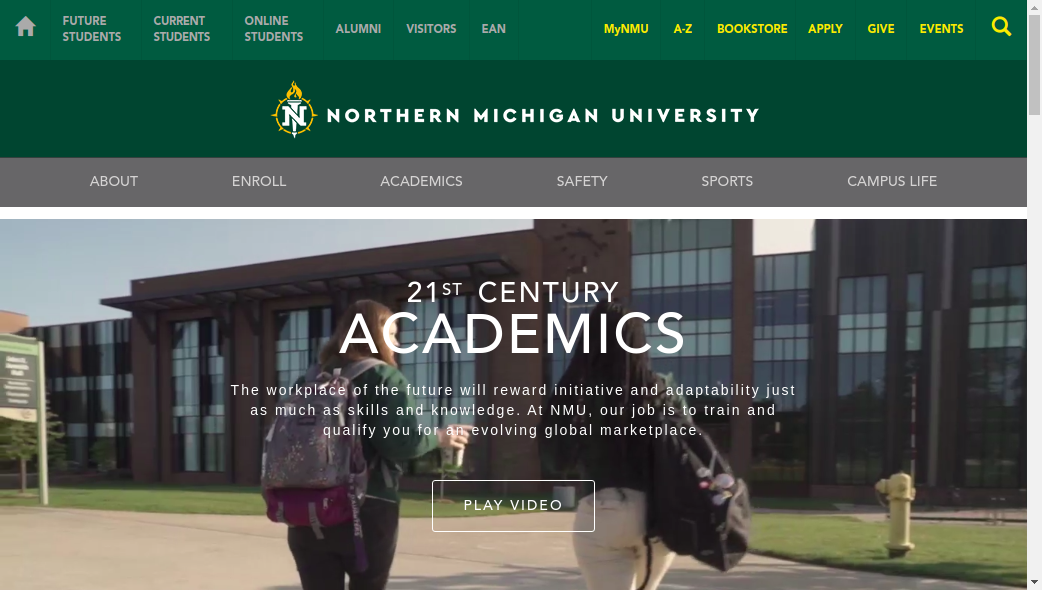 FUTURE
STUDENTS
CURRENT
STUDENTS
ONLINE
STUDENTS
ALUMNI
VISITORS
EAN
MyNMU
A-Z
BOOKSTORE
APPLY
GIVE
EVENTS
N
NORTHERN MICHIGAN UNIVERSITY
ABOUT
ENROLL
ACADEMICS
SAFETY
SPORTS
CAMPUS LIFE
21ST CENTURY
ACADEMICS
The workplace of the future will reward initiative and adaptability just
as much as skills and knowledge. At NMU, our job is to train and
qualify you for an evolving global marketplace.
PLAY VIDEO